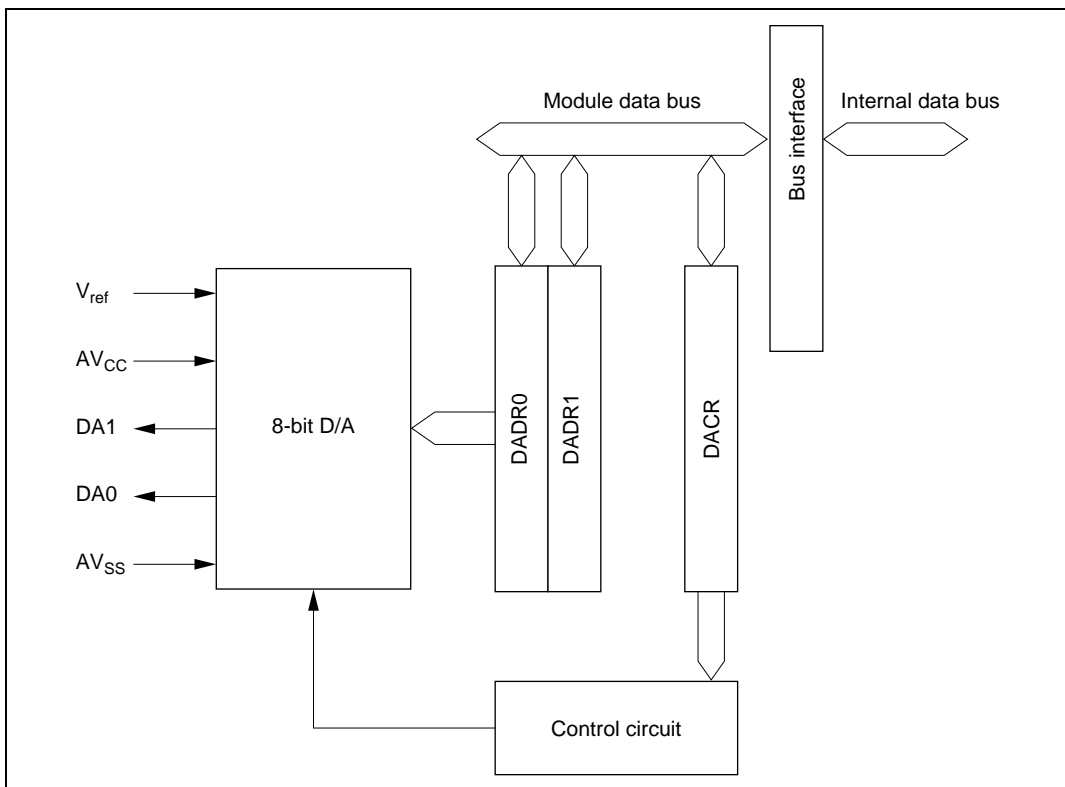 Module data bus
Internal data bus
Bus interface
Vref
AVCC
DA1
DA0
AVSS
8-bit D/A
DADR0
DADR1
DACR
Control circuit